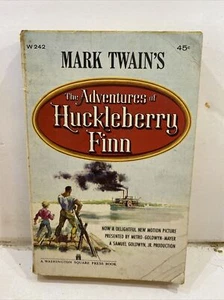 W 242
45¢
MARK TWAIN'S
The Adventures of
Huckleberry
Finn
NOW A DELIGHTFUL NEW MOTION PICTURE
PRESENTED BY METRO-GOLDWYN-MAYER
A SAMUEL GOLDWYN, JR. PRODUCTION
A WASHINGTON SQUARE PRESS BOOK